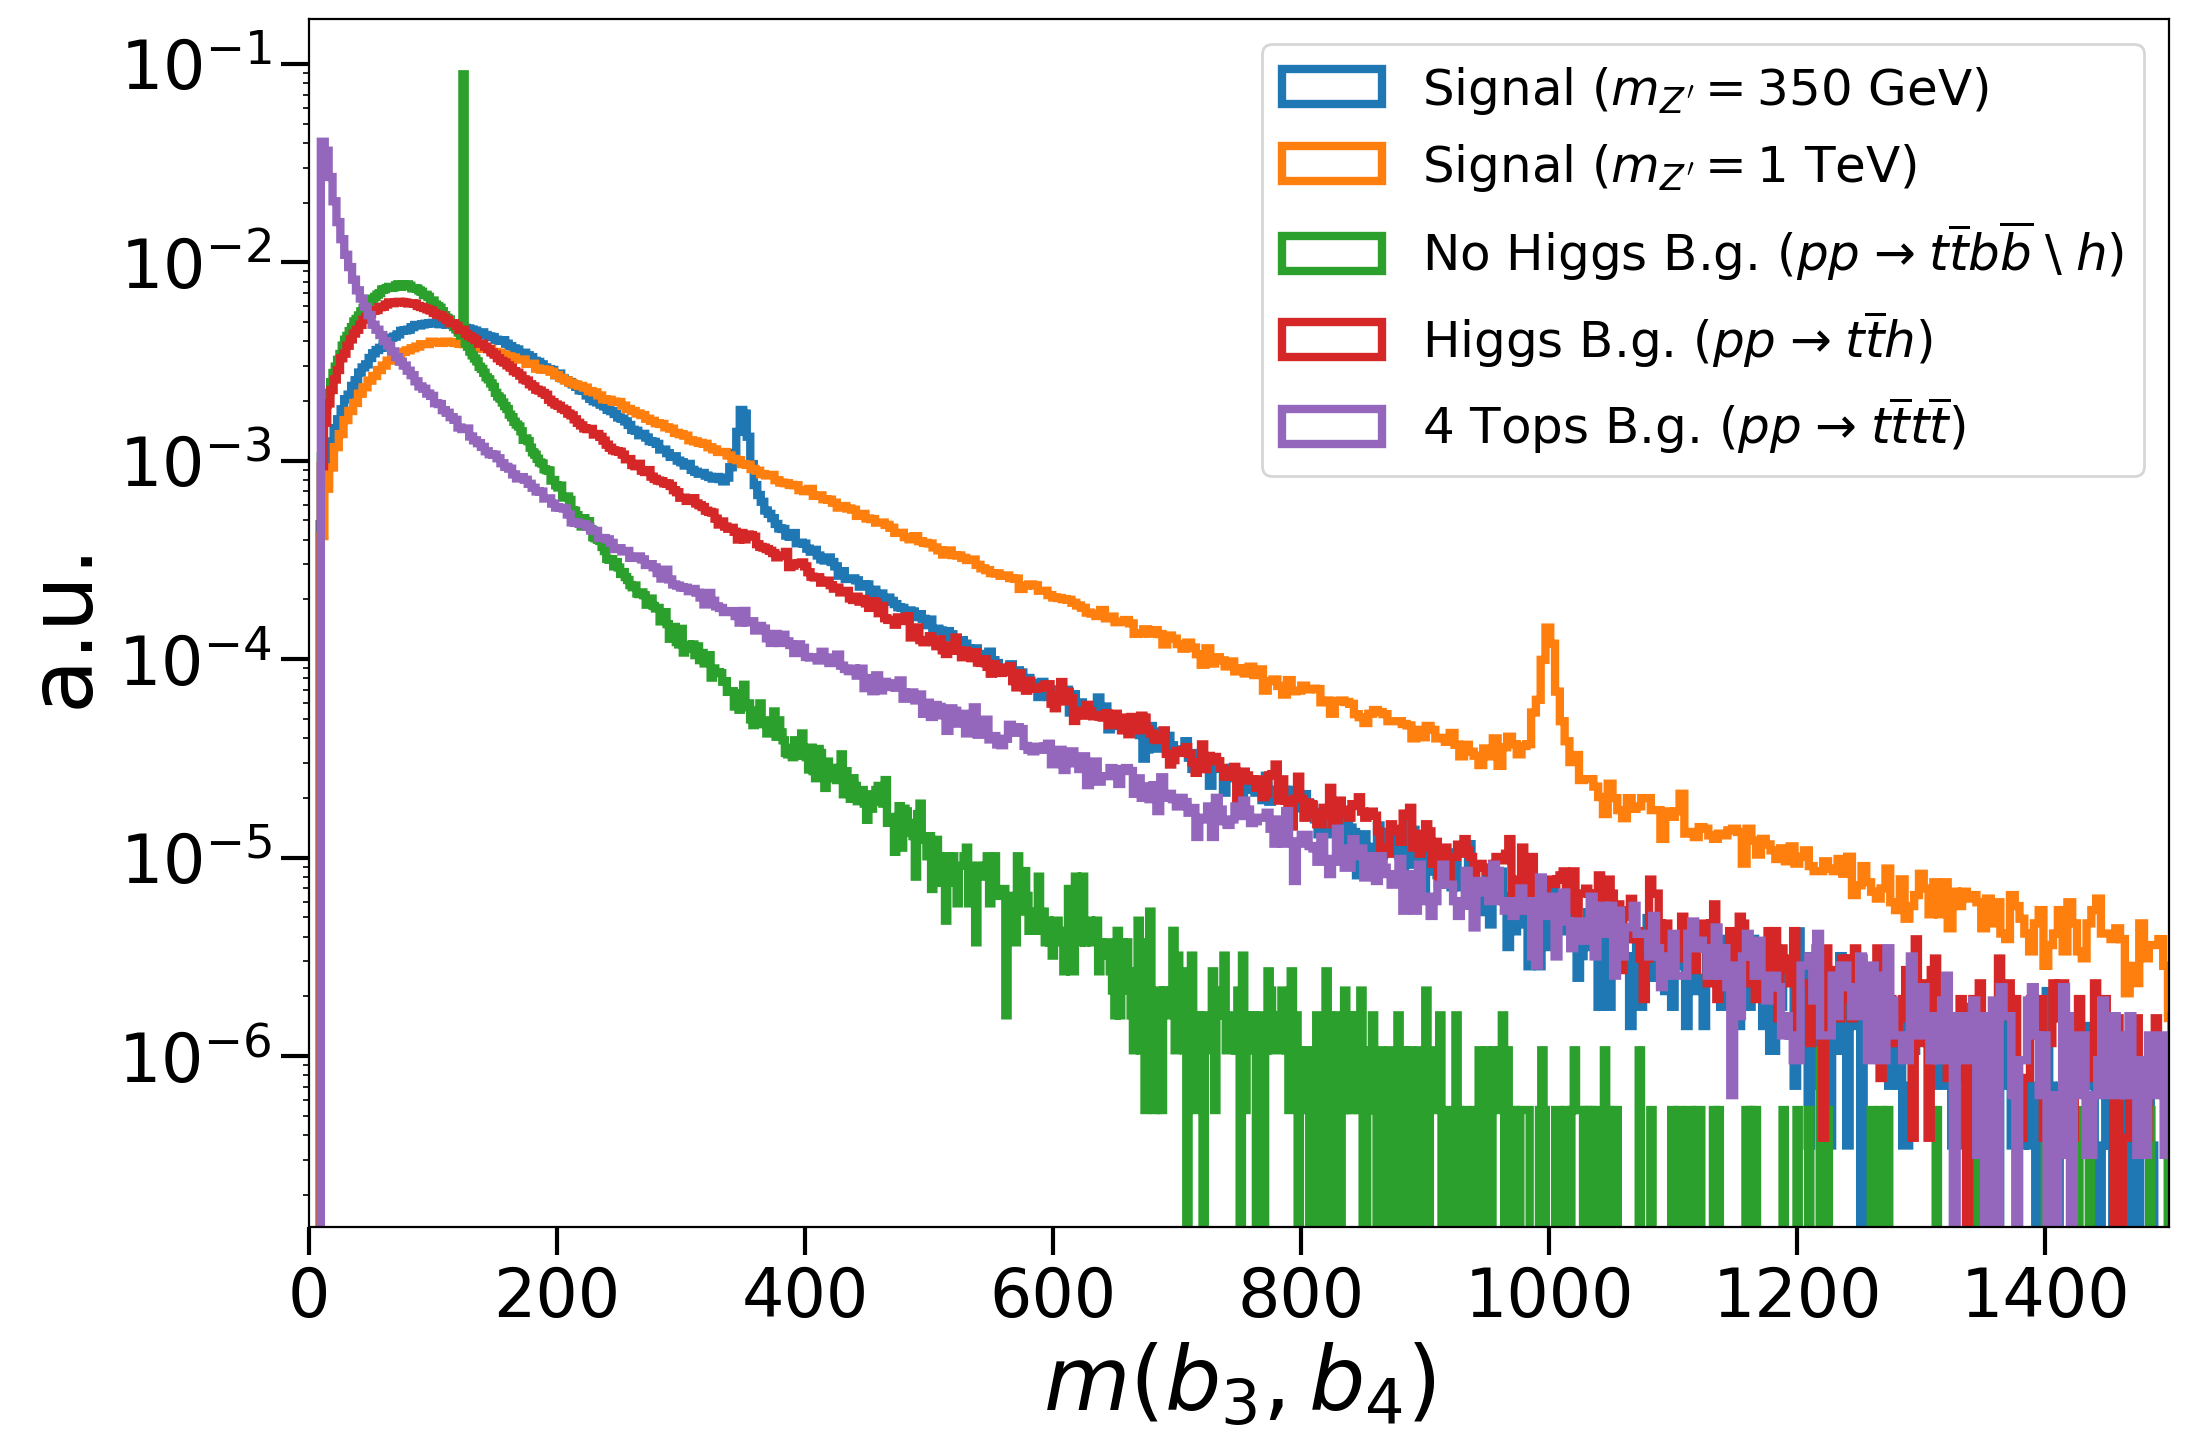 a.u.
10⁻¹
10⁻²
10⁻³
10⁻⁴
10⁻⁵
10⁻⁶
Signal (m_{Z′} = 350 GeV)
Signal (m_{Z′} = 1 TeV)
No Higgs B.g. (pp → tt̅bb̅ \ h)
Higgs B.g. (pp → tt̅h)
4 Tops B.g. (pp → tt̅tt̅)
0 200 400 600 800 1000 1200 1400
m(b₃, b₄)